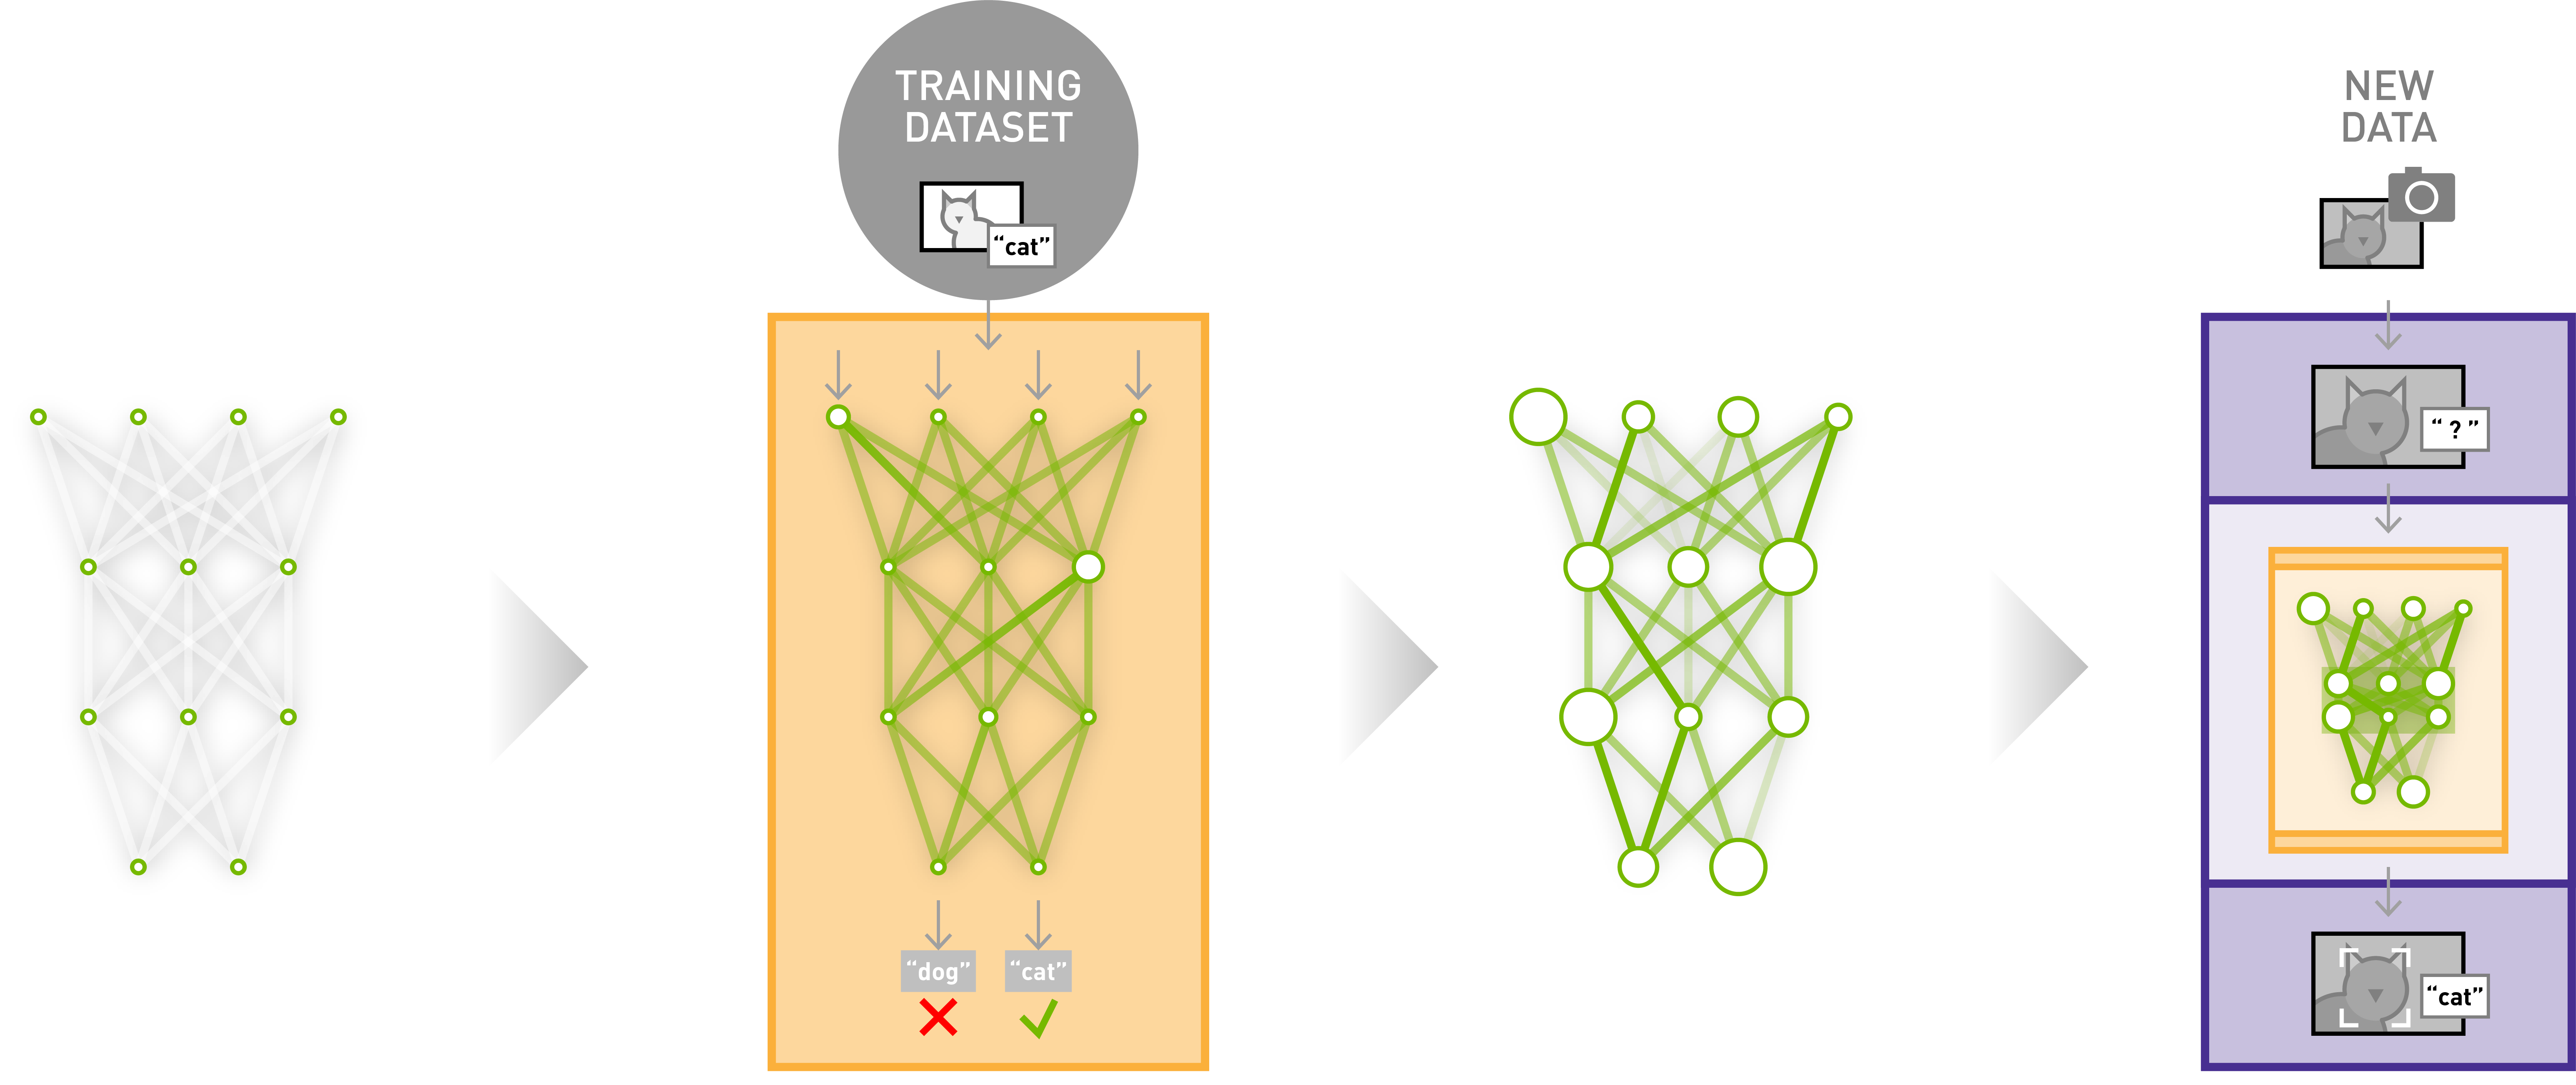 TRAINING
DATASET
“cat”
“dog”
“cat”
NEW
DATA
“ ? ”
“cat”